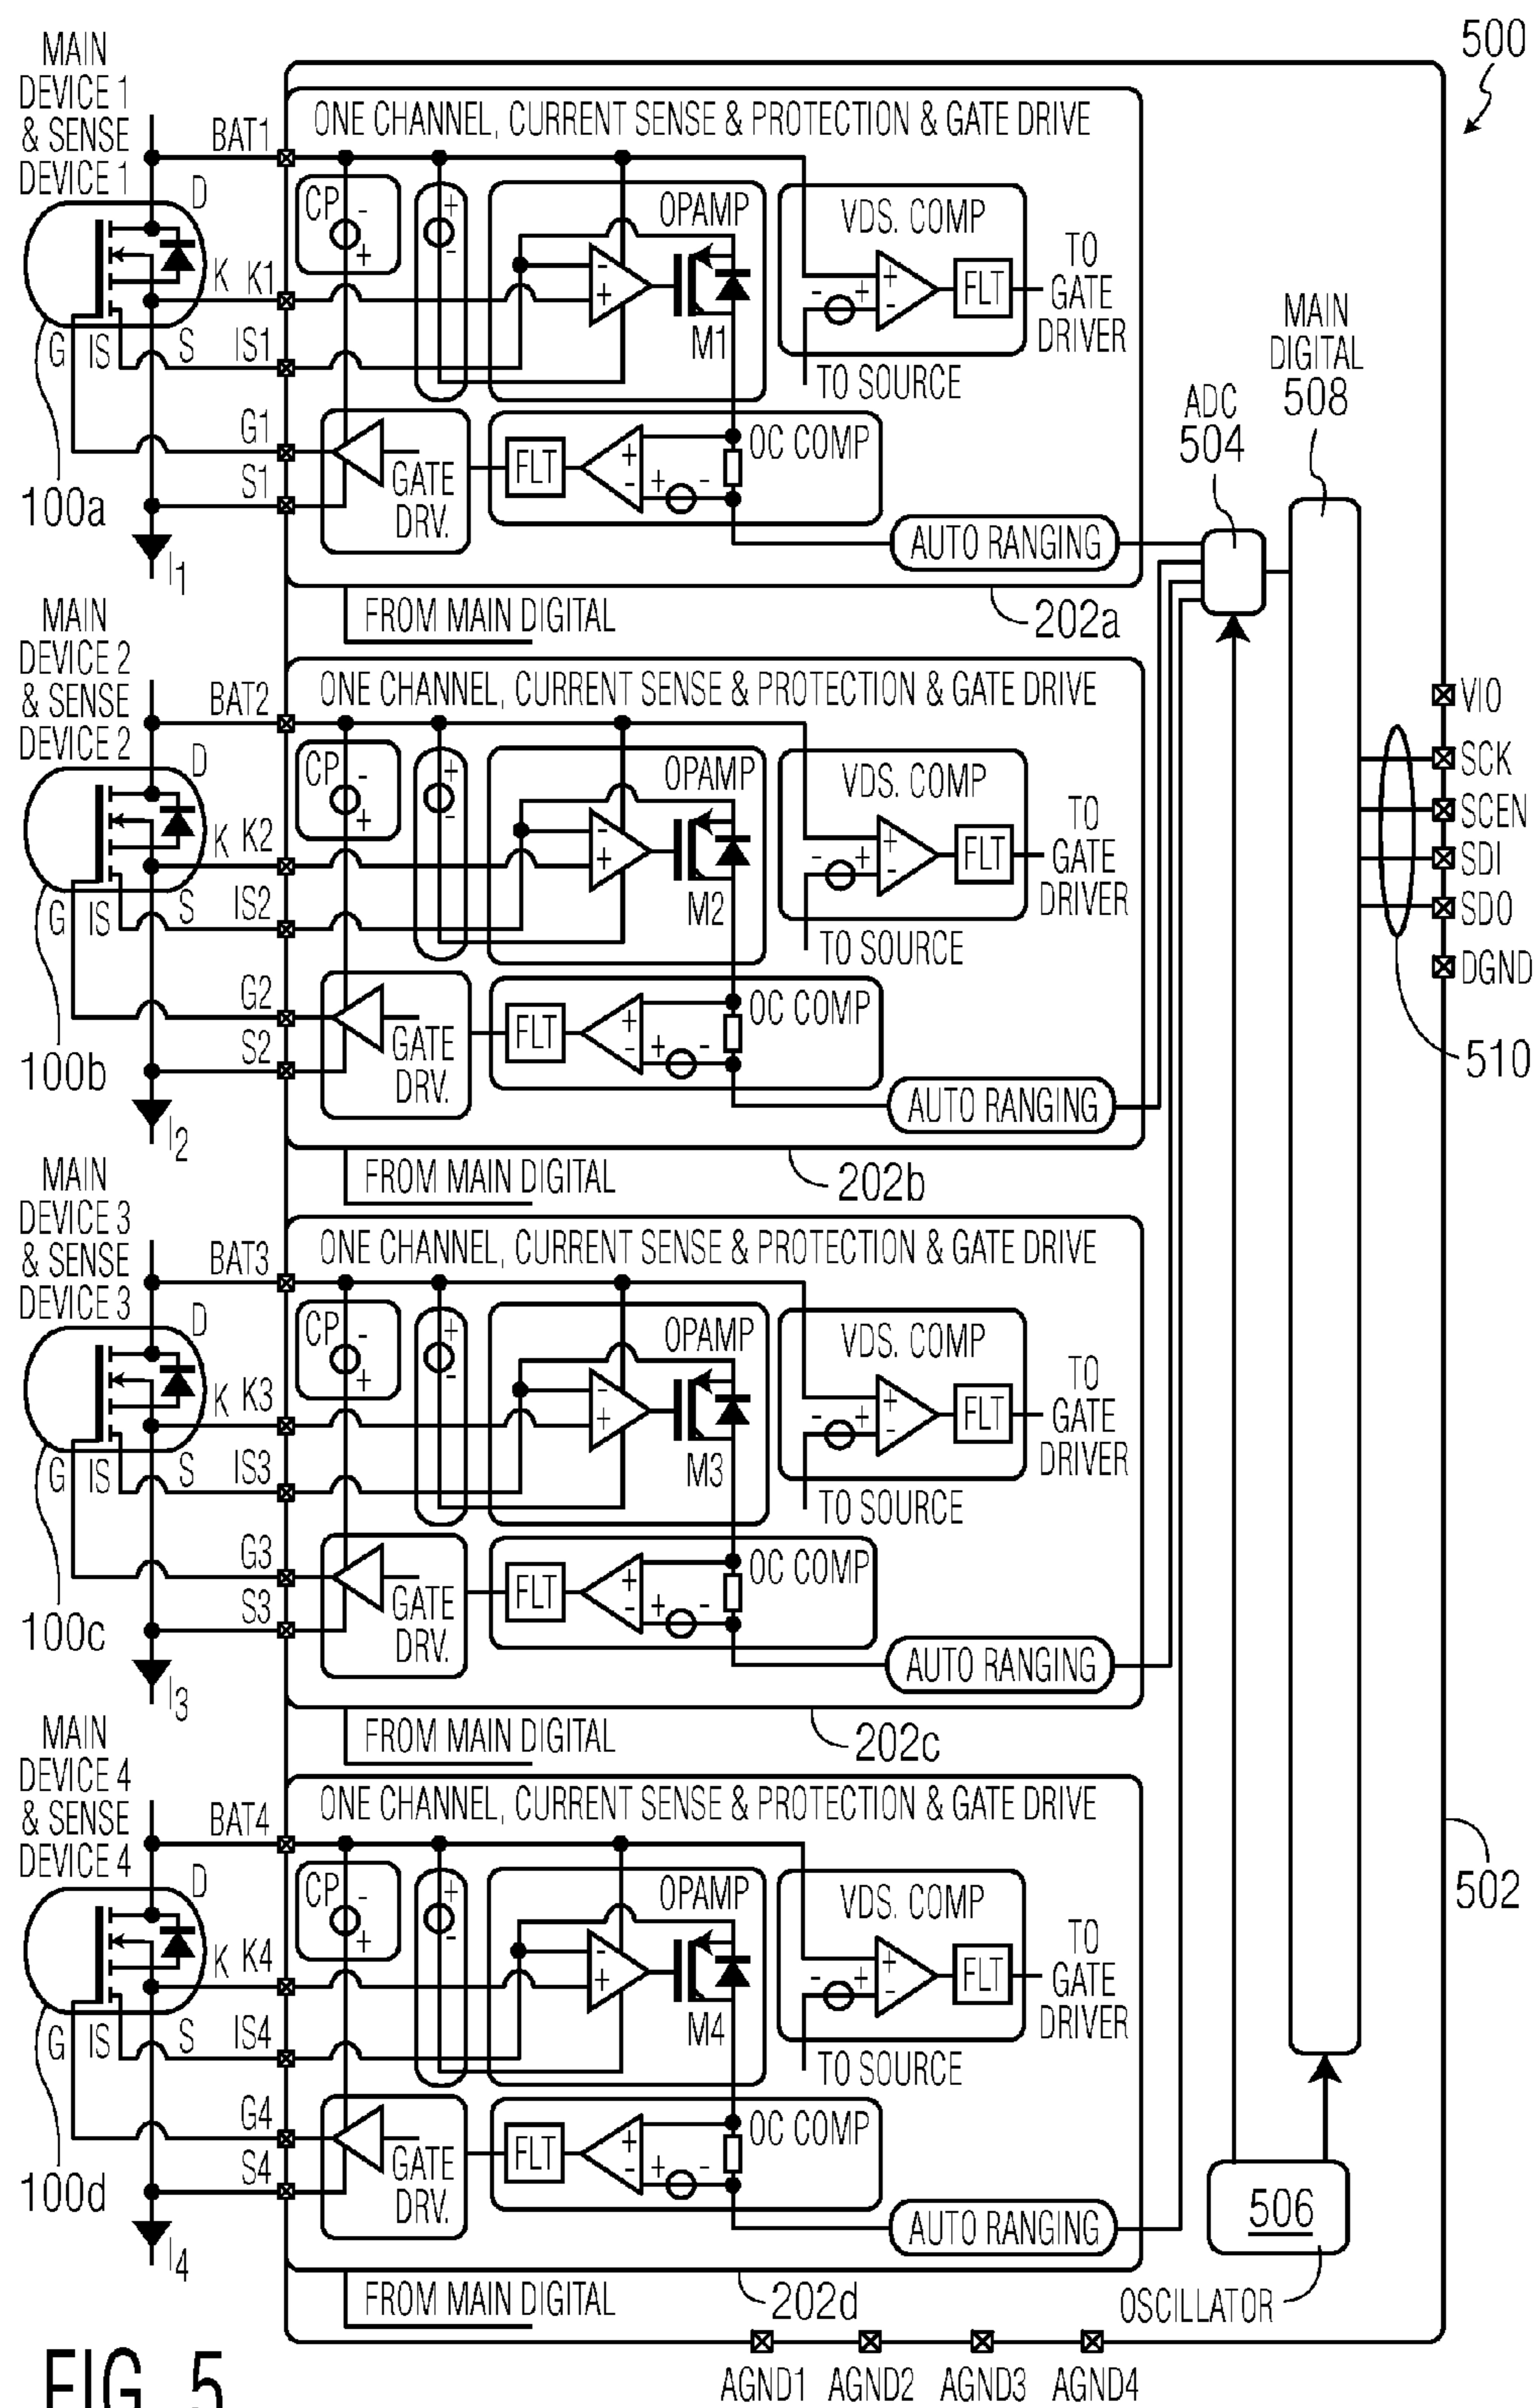 500
MAIN
DEVICE 1
& SENSE
DEVICE 1
BAT1
ONE CHANNEL, CURRENT SENSE & PROTECTION & GATE DRIVE
D
CP
-
+
+
-
OPAMP
-
+
M1
VDS. COMP
-
+
+
-
FLT
TO
GATE
DRIVER
TO SOURCE
K
K1
G
IS
S
IS1
G1
S1
GATE
DRV.
FLT
+
-
+
-
OC COMP
AUTO RANGING
100a
I1
FROM MAIN DIGITAL
202a
ADC
504
MAIN
DIGITAL
508
MAIN
DEVICE 2
& SENSE
DEVICE 2
BAT2
ONE CHANNEL, CURRENT SENSE & PROTECTION & GATE DRIVE
D
CP
-
+
+
-
OPAMP
-
+
M2
VDS. COMP
-
+
+
-
FLT
TO
GATE
DRIVER
TO SOURCE
K
K2
G
IS
S
IS2
G2
S2
GATE
DRV.
FLT
+
-
+
-
OC COMP
AUTO RANGING
100b
I2
FROM MAIN DIGITAL
202b
VIO
SCK
SCEN
SDI
SDO
DGND
510
MAIN
DEVICE 3
& SENSE
DEVICE 3
BAT3
ONE CHANNEL, CURRENT SENSE & PROTECTION & GATE DRIVE
D
CP
-
+
+
-
OPAMP
-
+
M3
VDS. COMP
-
+
+
-
FLT
TO
GATE
DRIVER
TO SOURCE
K
K3
G
IS
S
IS3
G3
S3
GATE
DRV.
FLT
+
-
+
-
OC COMP
AUTO RANGING
100c
I3
FROM MAIN DIGITAL
202c
MAIN
DEVICE 4
& SENSE
DEVICE 4
BAT4
ONE CHANNEL, CURRENT SENSE & PROTECTION & GATE DRIVE
D
CP
-
+
+
-
OPAMP
-
+
M4
VDS. COMP
-
+
+
-
FLT
TO
GATE
DRIVER
TO SOURCE
K
K4
G
IS
S
IS4
G4
S4
GATE
DRV.
FLT
+
-
+
-
OC COMP
AUTO RANGING
100d
I4
FROM MAIN DIGITAL
202d
502
506
OSCILLATOR
AGND1
AGND2
AGND3
AGND4
FIG. 5